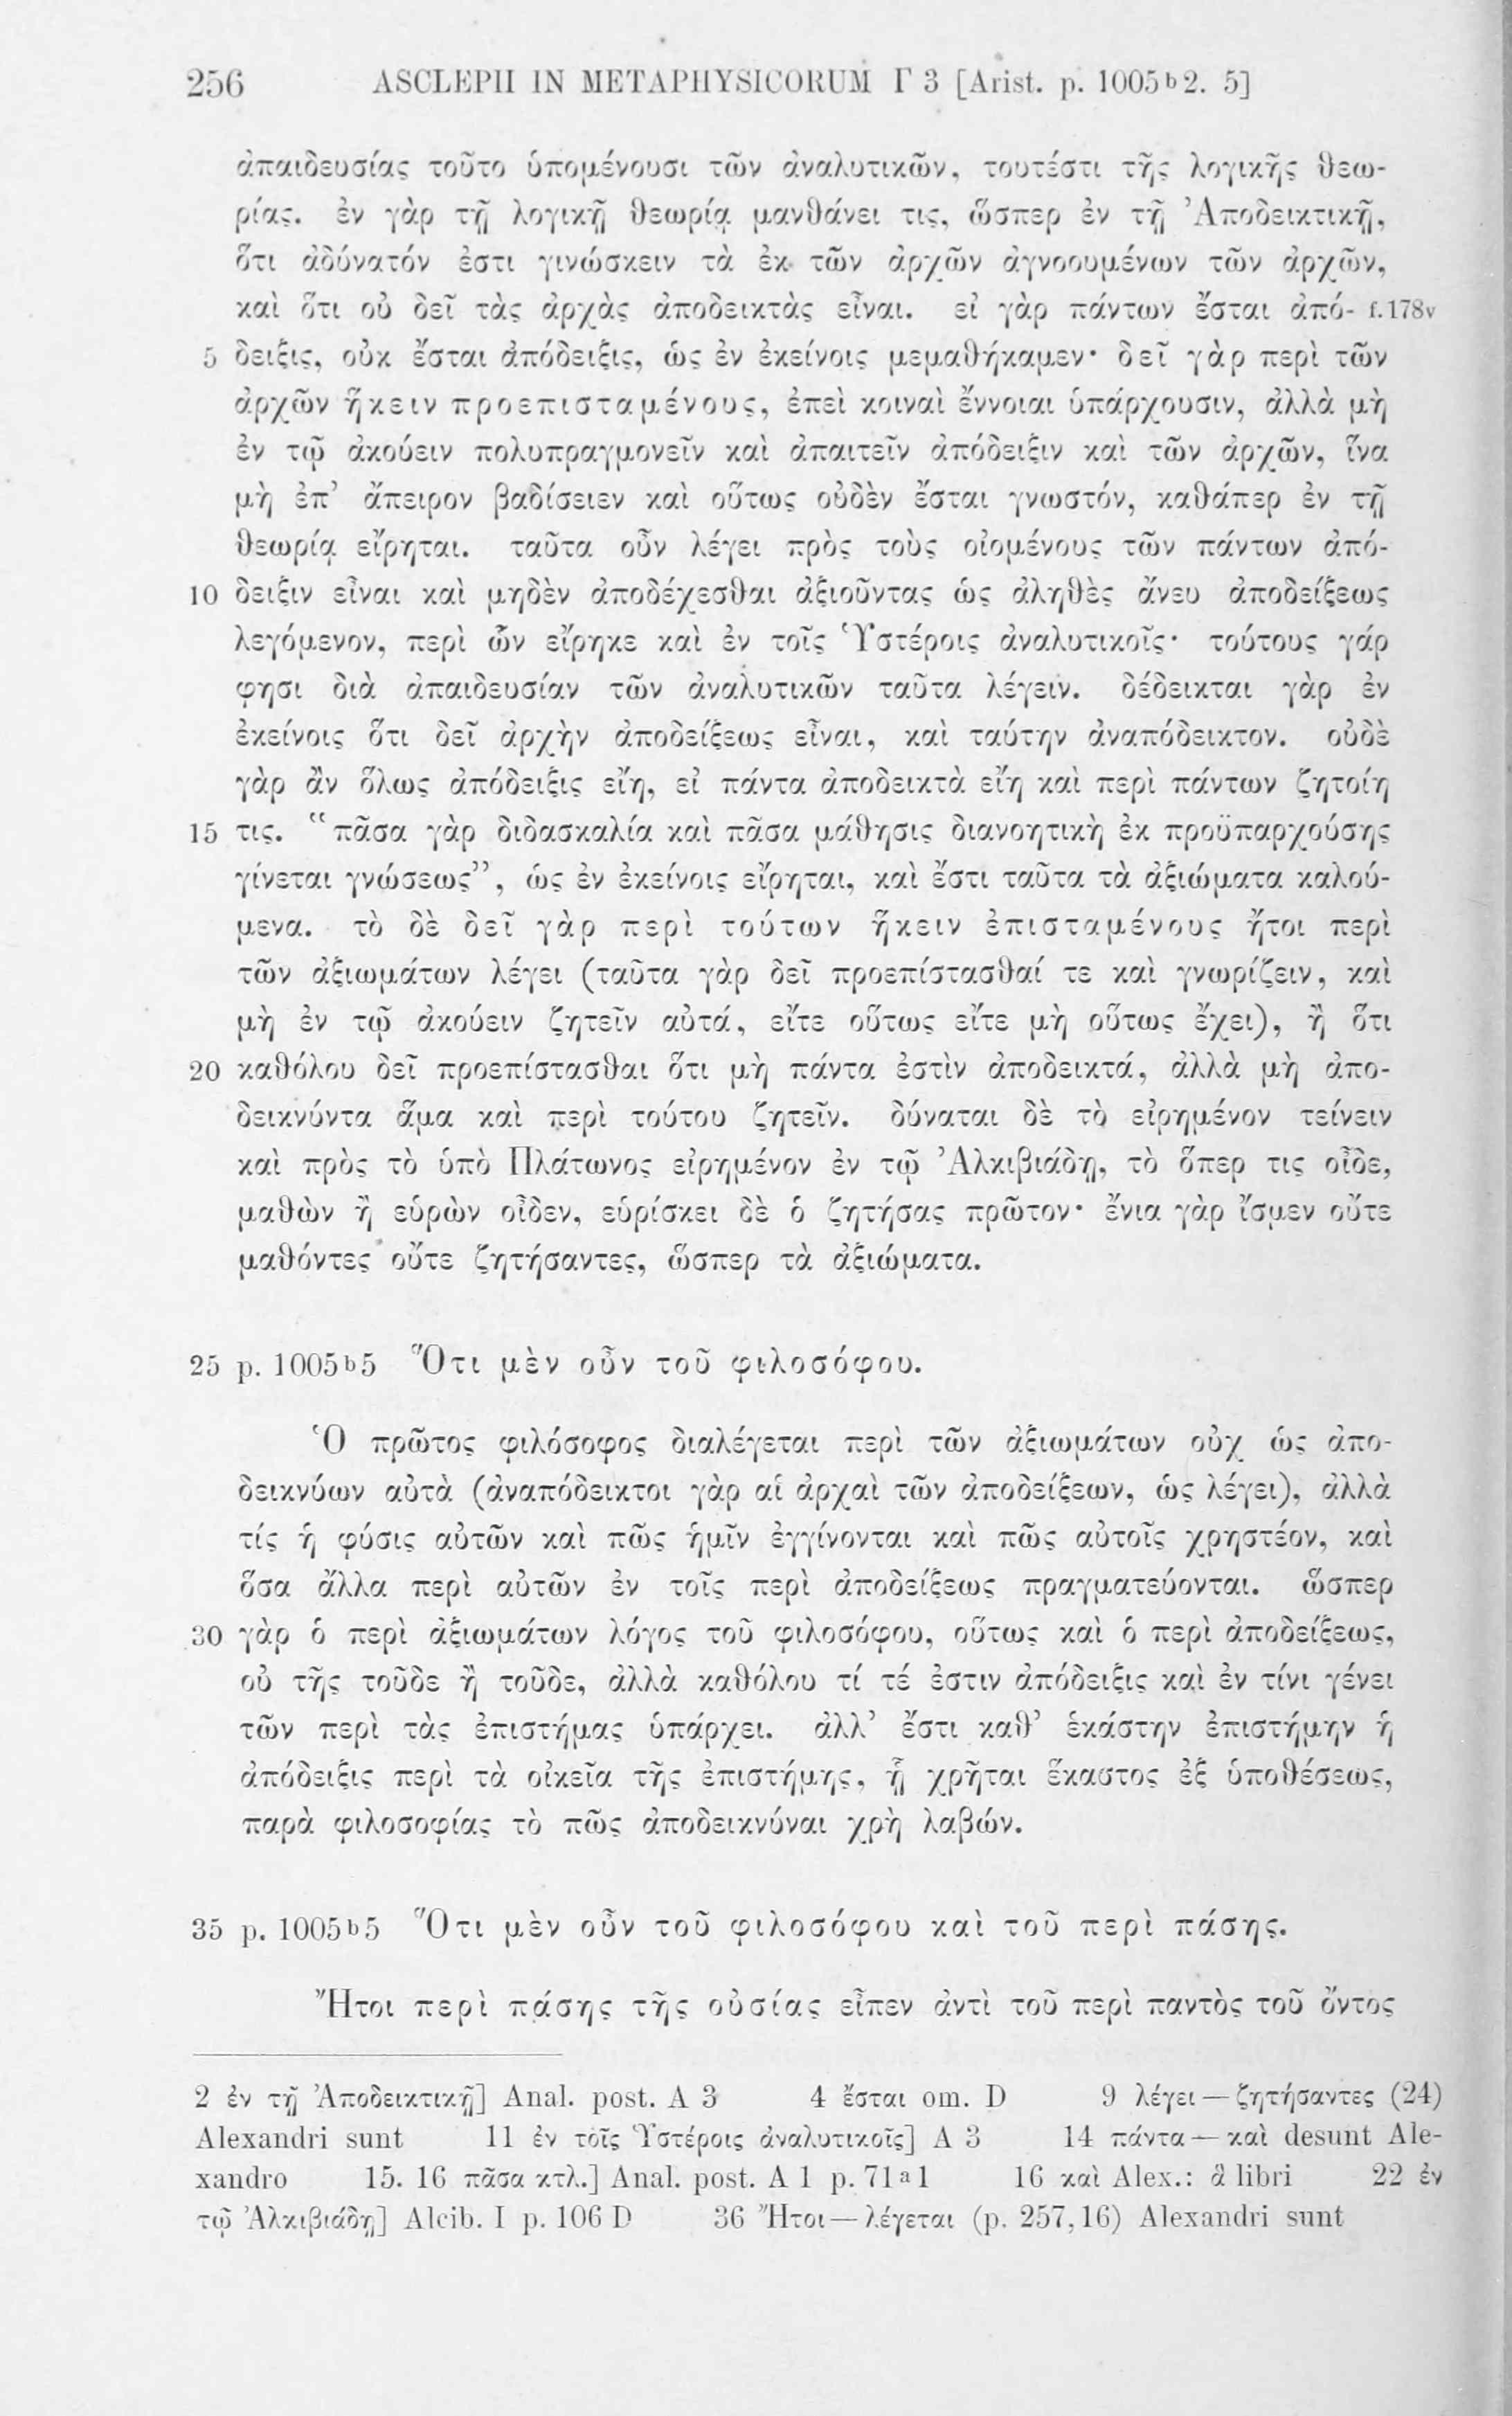 256 ASCLEPII IN METAPHYSICORUM Γ 3 [Arist. p. 1005b2. 5]
ἀπαιδευσίας τοῦτο ὑπομένουσι τῶν ἀναλυτικῶν, τουτέστι τῆς λογικῆς θεω-
ρίας. ἐν γὰρ τῇ λογικῇ θεωρίᾳ μανθάνει τις, ὥσπερ ἐν τῇ Ἀποδεικτικῇ,
ὅτι ἀδύνατόν ἐστι γινώσκειν τὰ ἐκ τῶν ἀρχῶν ἀγνοουμένων τῶν ἀρχῶν,
καὶ ὅτι οὐ δεῖ τὰς ἀρχὰς ἀποδεικτὰς εἶναι. εἰ γὰρ πάντων ἔσται ἀπό- f.178v
5 δειξις, οὐκ ἔσται ἀπόδειξις, ὡς ἐν ἐκείνοις μεμαθήκαμεν· δεῖ γὰρ περὶ τῶν
ἀρχῶν ἥκειν προεπισταμένους, ἐπεὶ κοιναὶ ἔννοιαι ὑπάρχουσιν, ἀλλὰ μὴ
ἐν τῷ ἀκούειν πολυπραγμονεῖν καὶ ἀπαιτεῖν ἀπόδειξιν καὶ τῶν ἀρχῶν, ἵνα
μὴ ἐπ’ ἄπειρον βαδίσειεν καὶ οὕτως οὐδὲν ἔσται γνωστόν, καθάπερ ἐν τῇ
θεωρίᾳ εἴρηται. ταῦτα οὖν λέγει πρὸς τοὺς οἰομένους τῶν πάντων ἀπό-
10 δειξιν εἶναι καὶ μηδὲν ἀποδέχεσθαι ἀξιοῦντας ὡς ἀληθὲς ἄνευ ἀποδείξεως
λεγόμενον, περὶ ὧν εἴρηκε καὶ ἐν τοῖς Ὑστέροις ἀναλυτικοῖς· τούτους γάρ
φησι διὰ ἀπαιδευσίαν τῶν ἀναλυτικῶν ταῦτα λέγειν. δέδεικται γὰρ ἐν
ἐκείνοις ὅτι δεῖ ἀρχὴν ἀποδείξεως εἶναι, καὶ ταύτην ἀναπόδεικτον. οὐδὲ
γὰρ ἂν ὅλως ἀπόδειξις εἴη, εἰ πάντα ἀποδεικτὰ εἴη καὶ περὶ πάντων ζητοίη
15 τις. “πᾶσα γὰρ διδασκαλία καὶ πᾶσα μάθησις διανοητικὴ ἐκ προϋπαρχούσης
γίνεται γνώσεως”, ὡς ἐν ἐκείνοις εἴρηται, καὶ ἔστι ταῦτα τὰ ἀξιώματα καλού-
μενα. τὸ δὲ δεῖ γὰρ περὶ τούτων ἥκειν ἐπισταμένους ἤτοι περὶ
τῶν ἀξιωμάτων λέγει (ταῦτα γὰρ δεῖ προεπίστασθαί τε καὶ γνωρίζειν, καὶ
μὴ ἐν τῷ ἀκούειν ζητεῖν αὐτά, εἴτε οὕτως εἴτε μὴ οὕτως ἔχει), ἢ ὅτι
20 καθόλου δεῖ προεπίστασθαι ὅτι μὴ πάντα ἐστὶν ἀποδεικτά, ἀλλὰ μὴ ἀπο-
δεικνύντα ἅμα καὶ περὶ τούτου ζητεῖν. δύναται δὲ τὸ εἰρημένον τείνειν
καὶ πρὸς τὸ ὑπὸ Πλάτωνος εἰρημένον ἐν τῷ Ἀλκιβιάδῃ, τὸ ὅπερ τις οἶδε,
μαθὼν ἢ εὑρὼν οἶδεν, εὑρίσκει δὲ ὁ ζητήσας πρῶτον· ἔνια γὰρ ἴσμεν οὔτε
μαθόντες οὔτε ζητήσαντες, ὥσπερ τὰ ἀξιώματα.
25 p. 1005b5 Ὅτι μὲν οὖν τοῦ φιλοσόφου.
Ὁ πρῶτος φιλόσοφος διαλέγεται περὶ τῶν ἀξιωμάτων οὐχ ὡς ἀπο-
δεικνύων αὐτὰ (ἀναπόδεικτοι γὰρ αἱ ἀρχαὶ τῶν ἀποδείξεων, ὡς λέγει), ἀλλὰ
τίς ἡ φύσις αὐτῶν καὶ πῶς ἡμῖν ἐγγίνονται καὶ πῶς αὐτοῖς χρηστέον, καὶ
ὅσα ἄλλα περὶ αὐτῶν ἐν τοῖς περὶ ἀποδείξεως πραγματεύονται. ὥσπερ
30 γὰρ ὁ περὶ ἀξιωμάτων λόγος τοῦ φιλοσόφου, οὕτως καὶ ὁ περὶ ἀποδείξεως,
οὐ τῆς τοῦδε ἢ τοῦδε, ἀλλὰ καθόλου τί τέ ἐστιν ἀπόδειξις καὶ ἐν τίνι γένει
τῶν περὶ τὰς ἐπιστήμας ὑπάρχει. ἀλλ’ ἔστι καθ’ ἑκάστην ἐπιστήμην ἡ
ἀπόδειξις περὶ τὰ οἰκεῖα τῆς ἐπιστήμης, ᾗ χρῆται ἕκαστος ἐξ ὑποθέσεως,
παρὰ φιλοσοφίας τὸ πῶς ἀποδεικνύναι χρὴ λαβών.
35 p. 1005b5 Ὅτι μὲν οὖν τοῦ φιλοσόφου καὶ τοῦ περὶ πάσης.
Ἤτοι περὶ πάσης τῆς οὐσίας εἶπεν ἀντὶ τοῦ περὶ παντὸς τοῦ ὄντος
2 ἐν τῇ Ἀποδεικτικῇ] Anal. post. A 3 4 ἔσται om. D 9 λέγει — ζητήσαντες (24)
Alexandri sunt 11 ἐν τοῖς Ὑστέροις ἀναλυτικοῖς] A 3 14 πάντα — καὶ desunt Ale-
xandro 15. 16 πᾶσα κτλ.] Anal. post. A 1 p. 71a1 16 καὶ Alex.: ἃ libri 22 ἐν
τῷ Ἀλκιβιάδῃ] Alcib. I p. 106 D 36 Ἤτοι — λέγεται (p. 257,16) Alexandri sunt